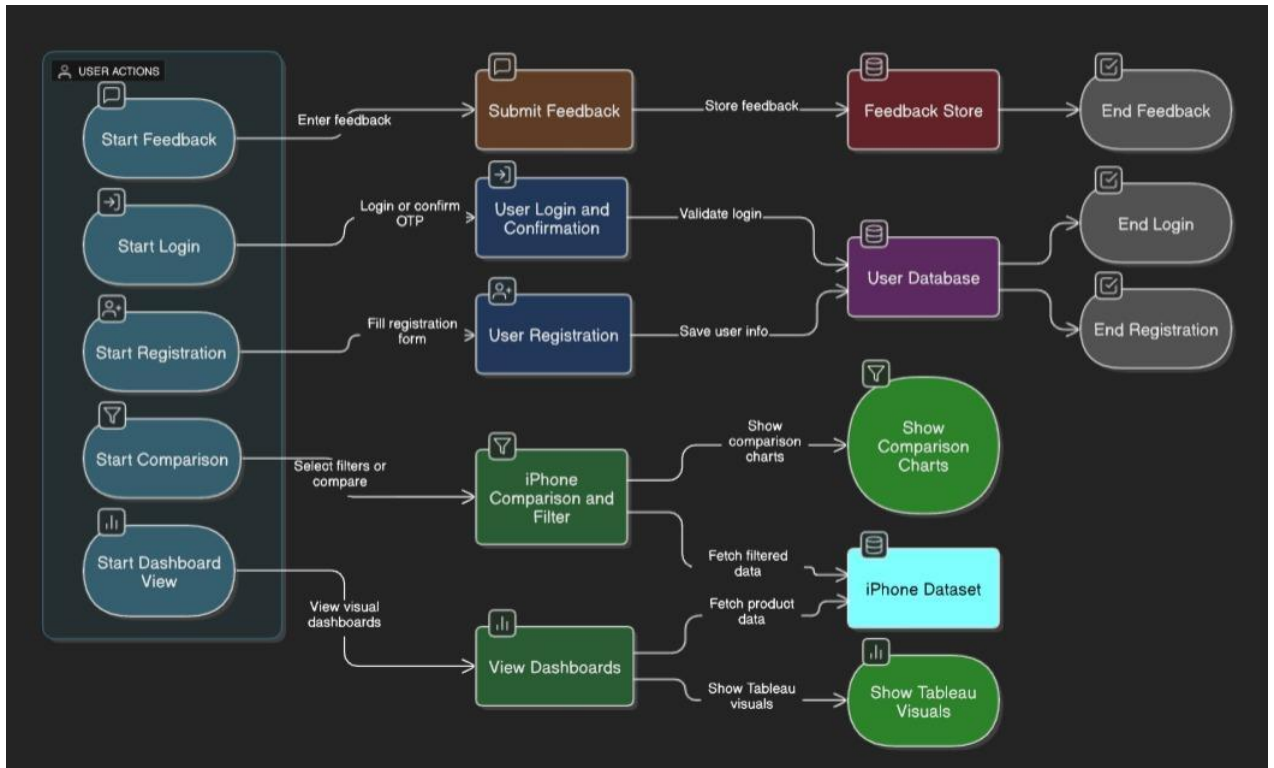 USER ACTIONS
Start Feedback
Enter feedback
Submit Feedback
Store feedback
Feedback Store
End Feedback
Start Login
Login or confirm
OTP
User Login and
Confirmation
Validate login
User Database
End Login
Start Registration
Fill registration
form
User Registration
Save user info
End Registration
Start Comparison
Select filters or
compare
iPhone
Comparison and
Filter
Show
comparison
charts
Show
Comparison
Charts
Fetch filtered
data
iPhone Dataset
Start Dashboard
View
View visual
dashboards
View Dashboards
Fetch product
data
Show Tableau
visuals
Show Tableau
Visuals